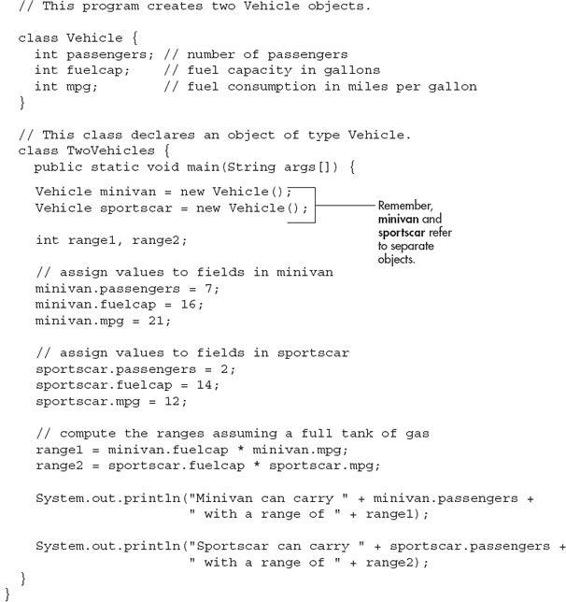 // This program creates two Vehicle objects.
class Vehicle {
int passengers; // number of passengers
int fuelcap;    // fuel capacity in gallons
int mpg;        // fuel consumption in miles per gallon
}
// This class declares an object of type Vehicle.
class TwoVehicles {
public static void main(String args[]) {
Vehicle minivan = new Vehicle();
Vehicle sportscar = new Vehicle();
Remember,
minivan and
sportscar refer
to separate
objects.
int range1, range2;
// assign values to fields in minivan
minivan.passengers = 7;
minivan.fuelcap = 16;
minivan.mpg = 21;
// assign values to fields in sportscar
sportscar.passengers = 2;
sportscar.fuelcap = 14;
sportscar.mpg = 12;
// compute the ranges assuming a full tank of gas
range1 = minivan.fuelcap * minivan.mpg;
range2 = sportscar.fuelcap * sportscar.mpg;
System.out.println("Minivan can carry " + minivan.passengers +
" with a range of " + range1);
System.out.println("Sportscar can carry " + sportscar.passengers +
" with a range of " + range2);
}
}